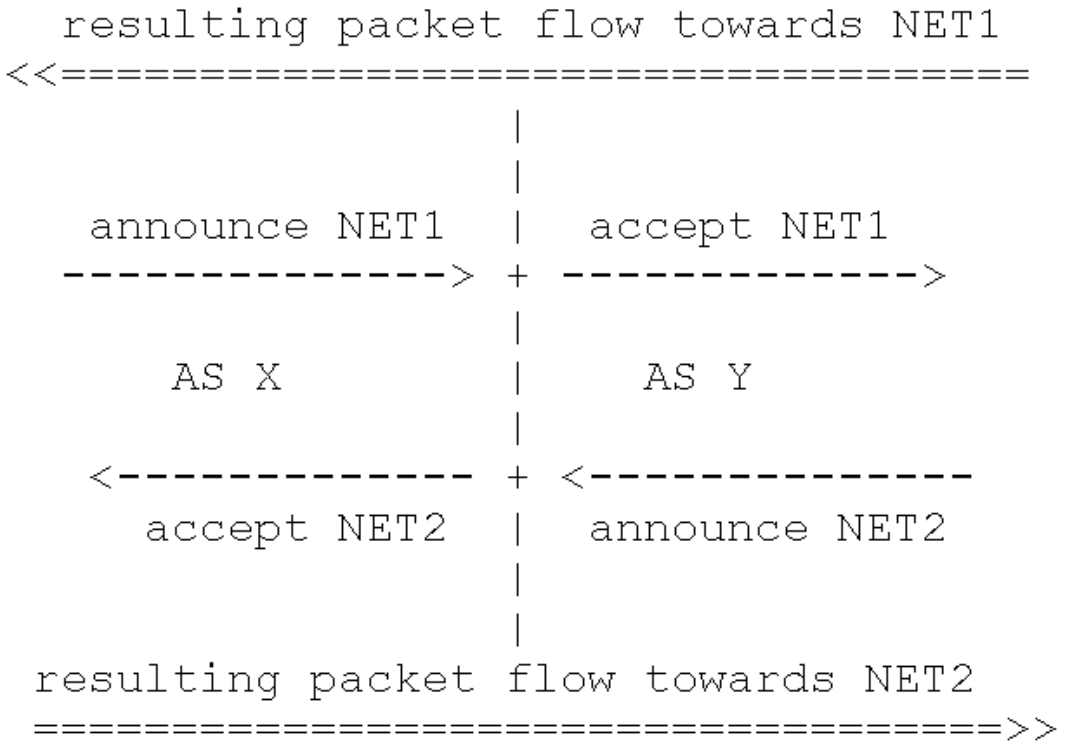 resulting packet flow towards NET1
<<===================================
|
|
announce NET1 | accept NET1
--------------> + ------------->
|
AS X | AS Y
|
<------------- + <--------------
accept NET2 | announce NET2
|
|
resulting packet flow towards NET2
===================================>>